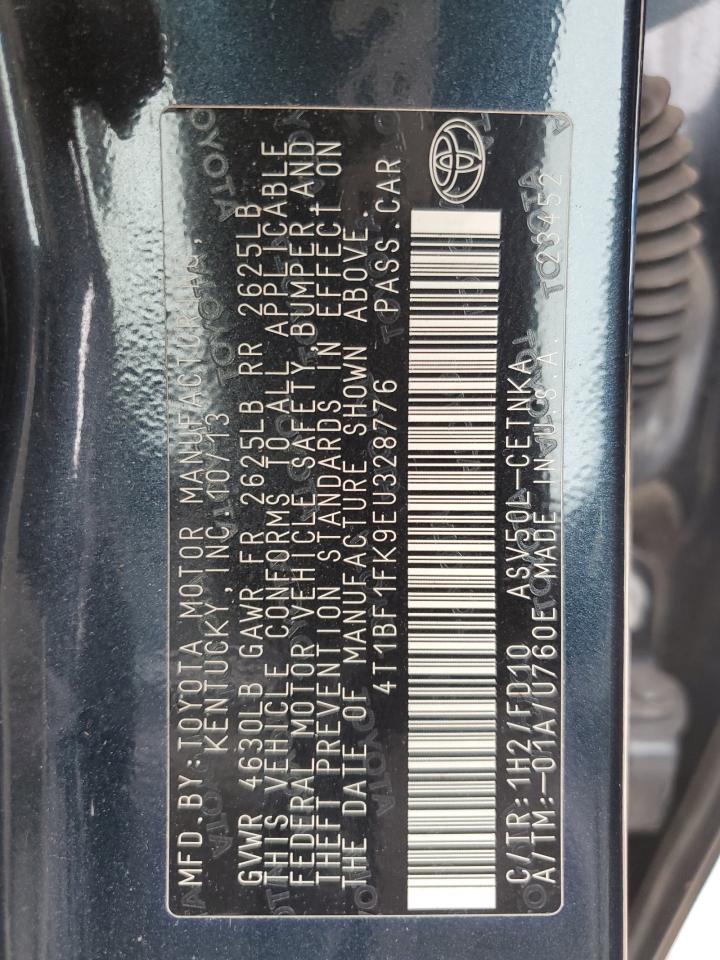 MFD.BY:TOYOTA MOTOR MANUFACTURING,
KENTUCKY, INC. 10/13
GVWR 4630LB GAWR FR 2625LB RR 2625LB
THIS VEHICLE CONFORMS TO ALL APPLICABLE
FEDERAL MOTOR VEHICLE SAFETY,BUMPER,AND
THEFT PREVENTION STANDARDS IN EFFECT ON
THE DATE OF MANUFACTURE SHOWN ABOVE.
4T1BF1FK9EU328776 PASS.CAR
C/TR:1H2/FD10 ASV50L-CETNKA
A/TM:-01A/U760E MADE IN U.S.A. 23452
TOYOTA